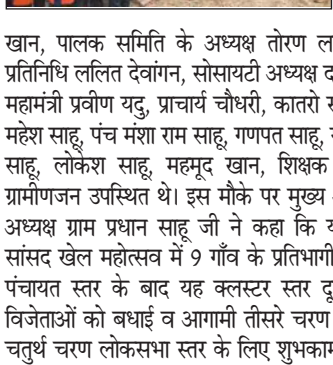 खान, पालक समिति के अध्यक्ष तोरण
प्रतिनिधि ललित देवांगन, सोसायटी अध्यक्ष
महामंत्री प्रवीण यदु, प्राचार्य चौधरी, कातरो
महेश साहू, पंच मंशा राम साहू, गणपत साहू,
साहू, लोकेश साहू, महमूद खान, शिक्षक
ग्रामीणजन उपस्थित थे। इस मौके पर मुख्य
अध्यक्ष ग्राम प्रधान साहू जी ने कहा कि
सांसद खेल महोत्सव में 9 गाँव के प्रतिभागी
पंचायत स्तर के बाद यह क्लस्टर स्तर
विजेताओं को बधाई व आगामी तीसरे चरण
चतुर्थ चरण लोकसभा स्तर के लिए